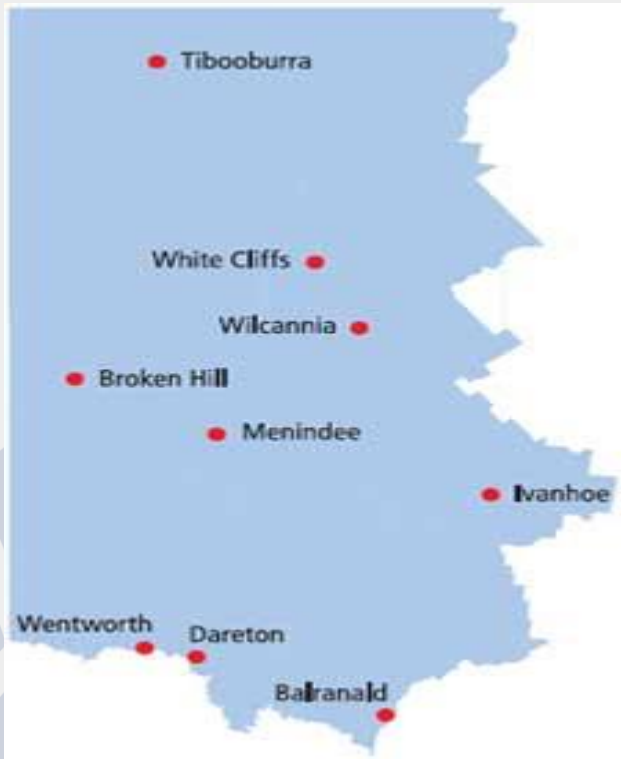 Tibooburra
White Cliffs
Wilcannia
Broken Hill
Menindee
Ivanhoe
Wentworth
Dareton
Balranald